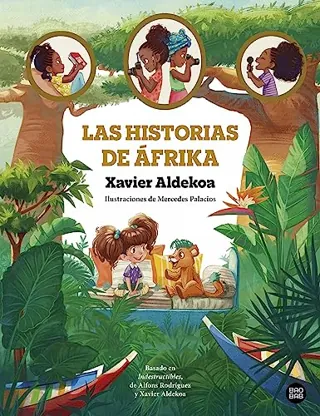 LAS HISTORIAS
DE ÁFRIKA
Xavier Aldekoa
Ilustraciones de Mercedes Palacios
Basado en
Indestructibles,
de Alfons Rodríguez
y Xavier Aldekoa
BAO
BAB